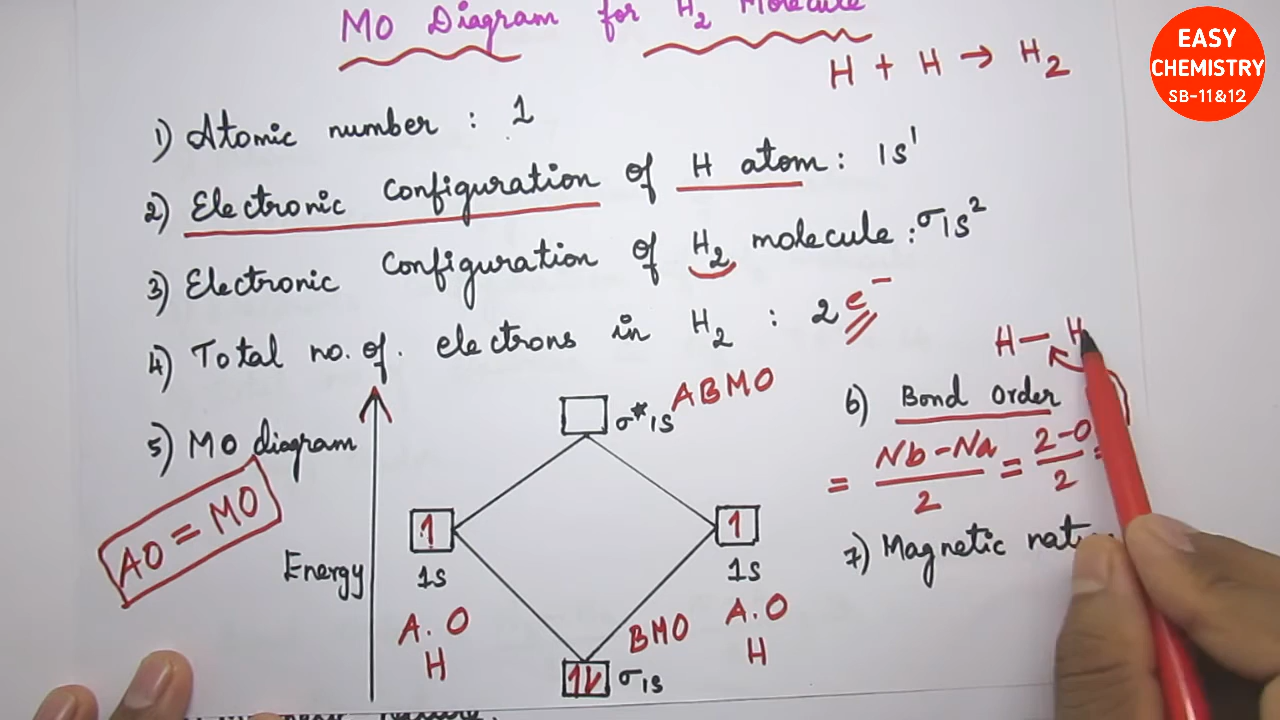 MO Diagram for H2 Molecule
H + H → H2
EASY
CHEMISTRY
SB-11&12
1) Atomic number : 1
2) Electronic Configuration of H atom : 1s¹
3) Electronic Configuration of H2 molecule : σ1s²
4) Total no. of. electrons in H2 : 2 e⁻
5) MO diagram
AO = MO
Energy
σ*1s ABMO
1
1s
A.O
H
1
1s
A.O
H
BMO
σ1s
H — H
6) Bond Order
= Nb-Na/2 = 2-0/2 =
7) Magnetic